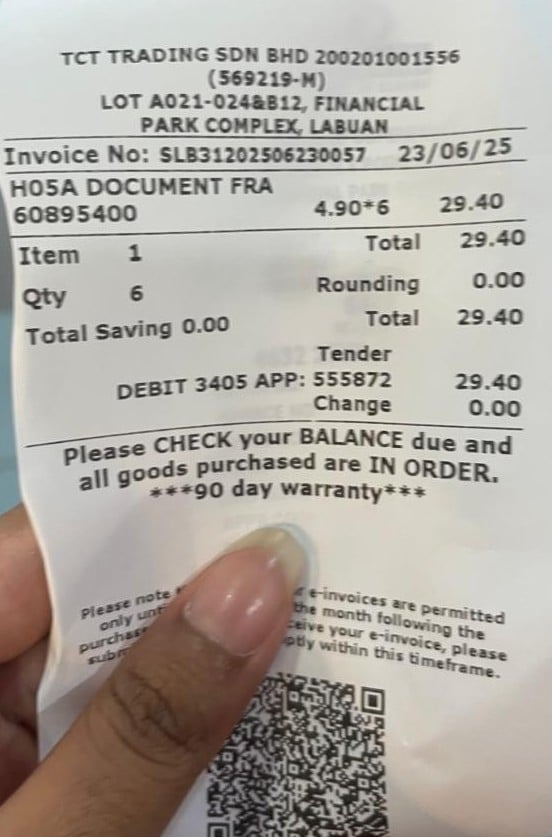 TCT TRADING SDN BHD 200201001556
(569219-M)
LOT A021-024&B12, FINANCIAL
PARK COMPLEX, LABUAN
Invoice No: SLB31202506230057 23/06/25
H05A DOCUMENT FRA
60895400 4.90*6 29.40
Item 1 Total 29.40
Qty 6 Rounding 0.00
Total Saving 0.00 Total 29.40
Tender
DEBIT 3405 APP: 555872 29.40
Change 0.00
Please CHECK your BALANCE due and
all goods purchased are IN ORDER.
***90 day warranty***
Please note e-invoices are permitted
only the month following the
your e-invoice, please
within this timeframe.